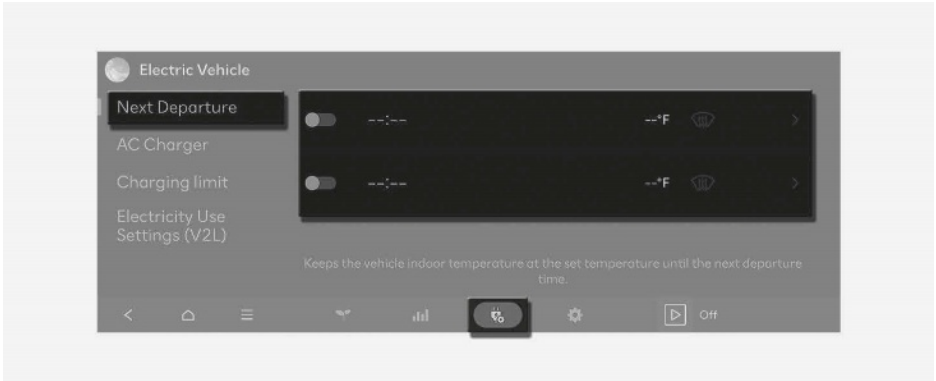 Electric Vehicle
Next Departure
--:-- --°F
AC Charger
Charging limit
--:-- --°F
Electricity Use
Settings (V2L)
Keeps the vehicle indoor temperature at the set temperature until the next departure
time.
Off